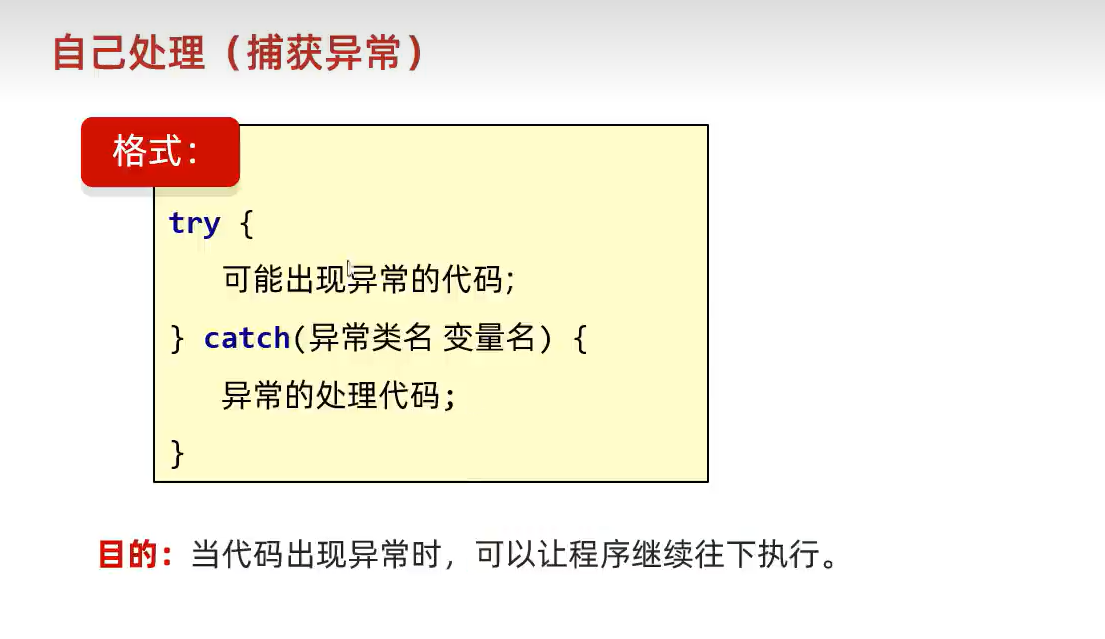 自己处理（捕获异常）
格式：
try {
可能出现异常的代码;
} catch(异常类名 变量名) {
异常的处理代码;
}
目的：当代码出现异常时，可以让程序继续往下执行。